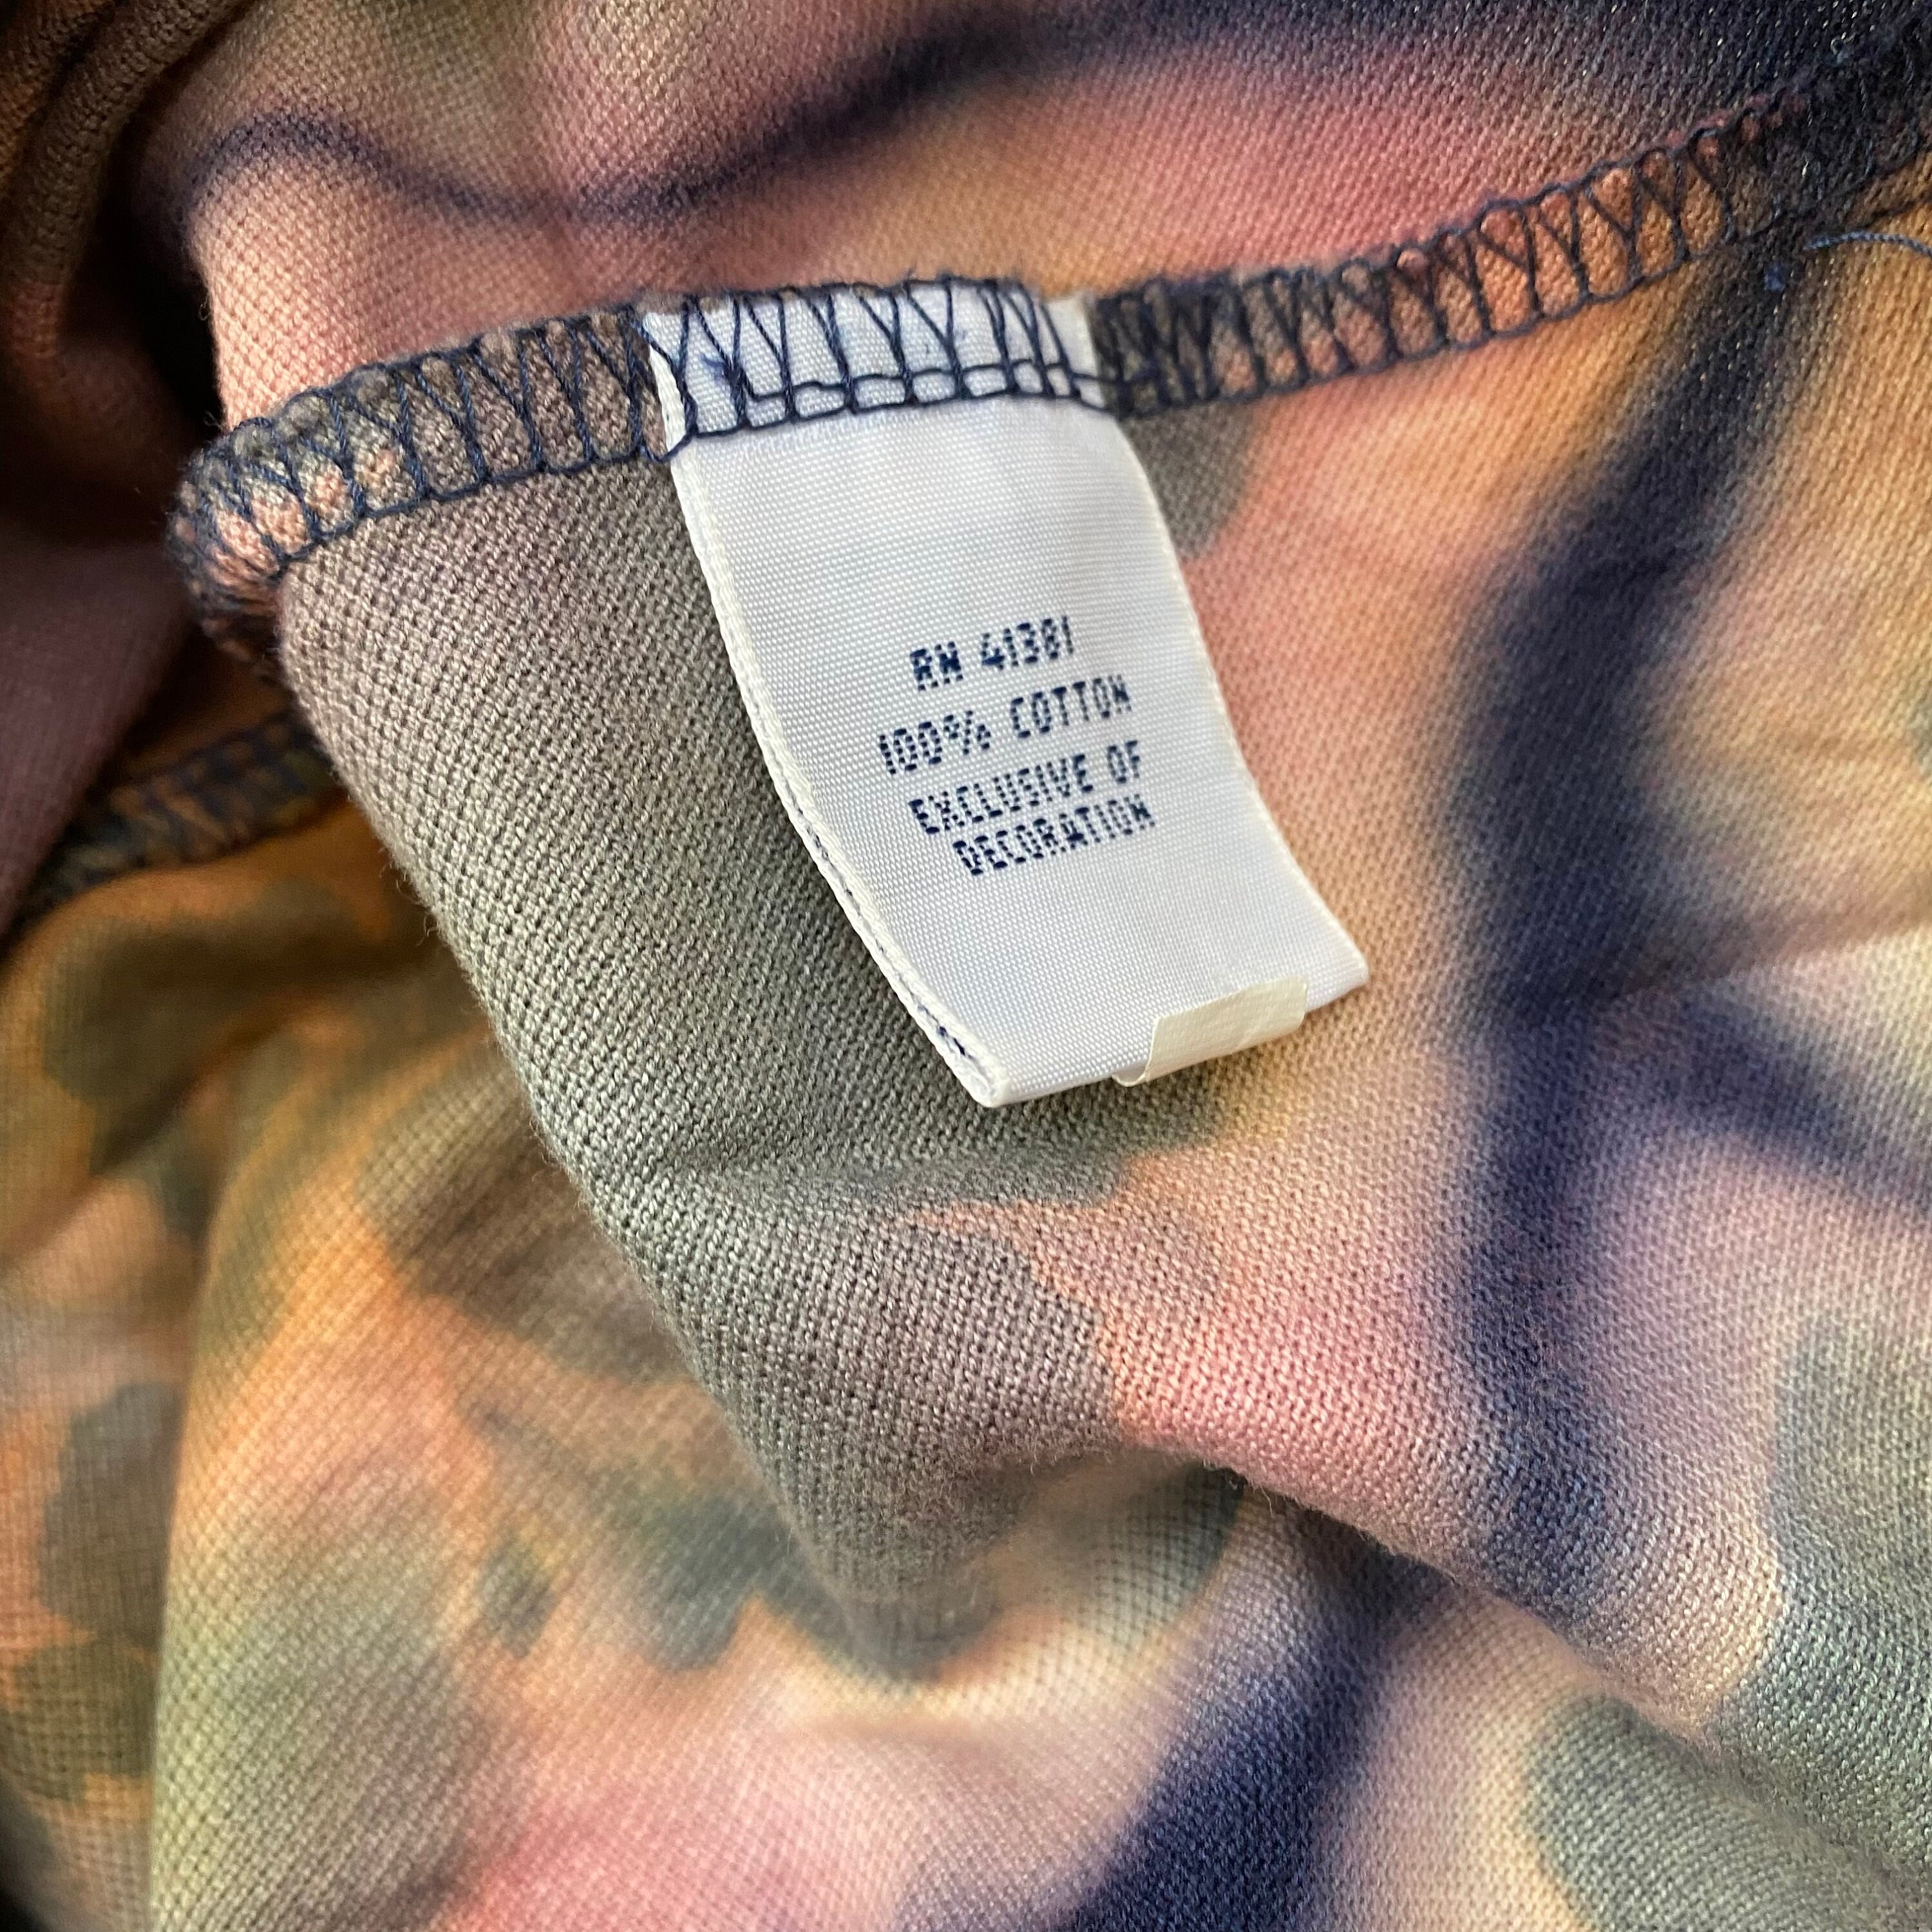 RN 41381
100% COTTON
EXCLUSIVE OF
DECORATION